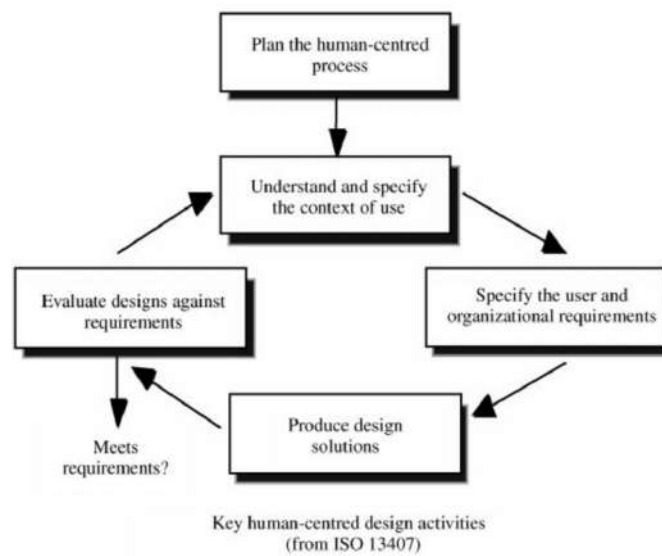 Plan the human-centred
process
Understand and specify
the context of use
Evaluate designs against
requirements
Specify the user and
organizational requirements
Produce design
solutions
Meets
requirements?
Key human-centred design activities
(from ISO 13407)